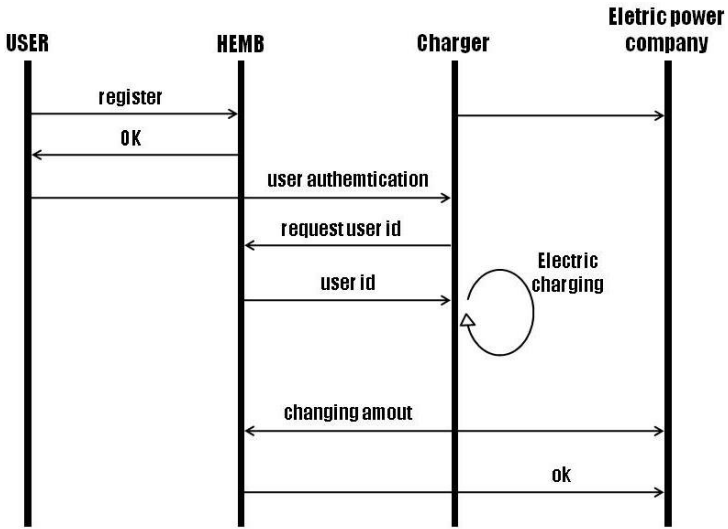 Eletric power
company
USER
HEMB
Charger
register
OK
user authemtication
request user id
user id
Electric
charging
changing amout
ok